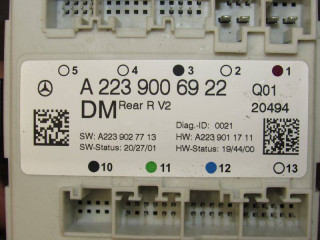 5 4 3 2 1
A 223 900 69 22 Q01
DM Rear R V2 20494
Diag.-ID: 0021
SW: A223 902 77 13 HW: A223 901 17 11
SW-Status: 20/27/01 HW-Status: 19/44/00
10 11 12 13